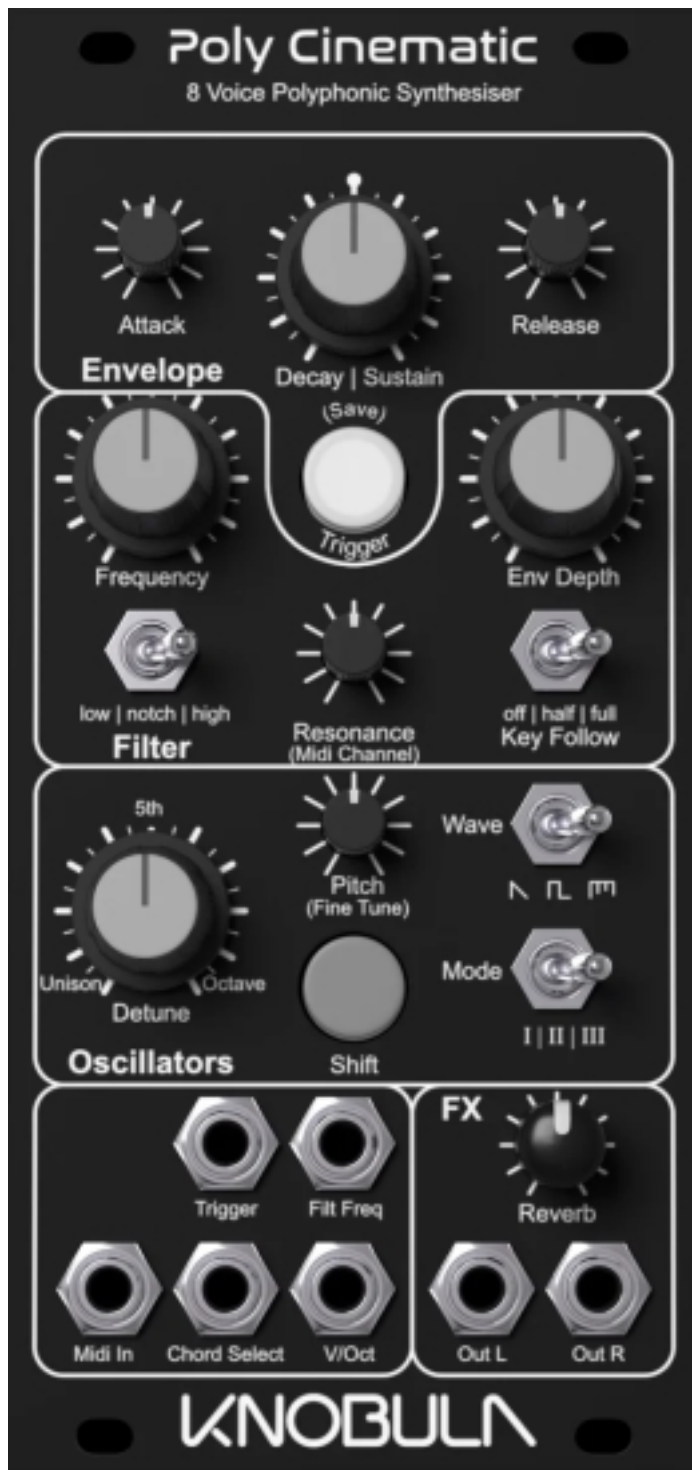 Poly Cinematic
8 Voice Polyphonic Synthesiser
Attack
Release
Decay | Sustain
Envelope
(Save)
Trigger
Frequency
Env Depth
low | notch | high
off | half | full
Key Follow
Resonance
(Midi Channel)
Filter
5th
Wave
Pitch
(Fine Tune)
Unison
Octave
Detune
Mode
I | II | III
Oscillators
Shift
FX
Trigger
Filt Freq
Reverb
Midi In
Chord Select
V/Oct
Out L
Out R
KNOBULA